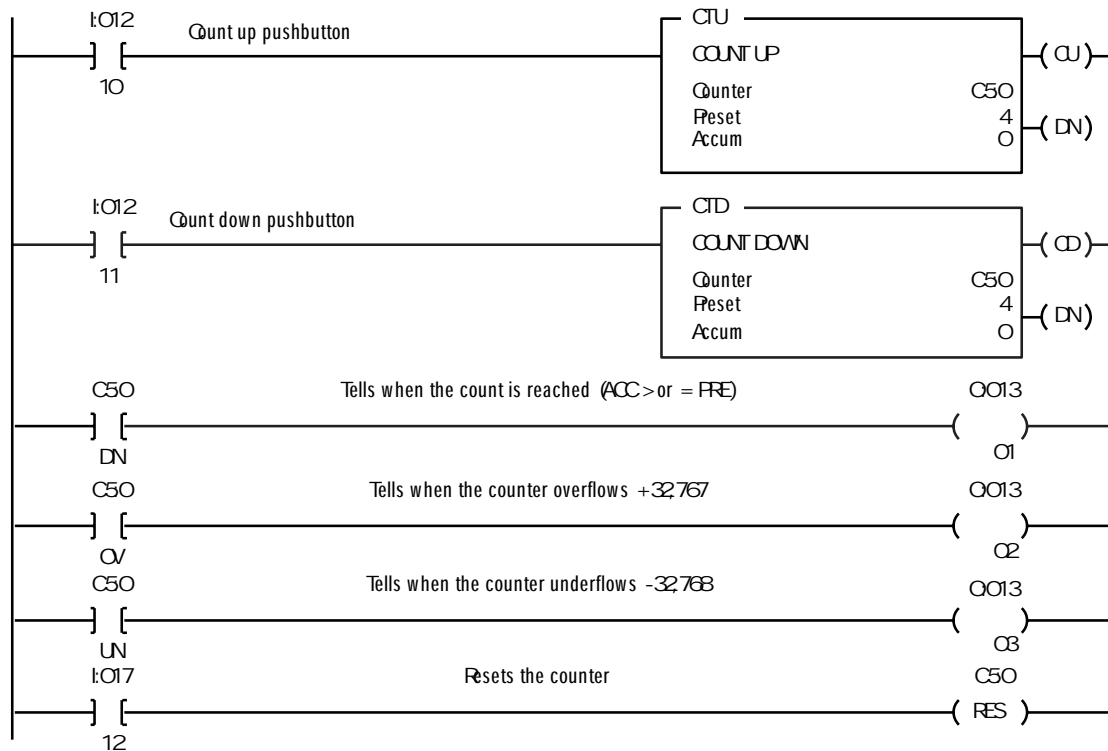 I:012 Count up pushbutton
10
CTU
COUNT UP
Counter C5:0
Preset 4
Accum 0
CU
DN
I:012 Count down pushbutton
11
CTD
COUNT DOWN
Counter C5:0
Preset 4
Accum 0
CD
DN
C5:0 Tells when the count is reached (ACC > or = PRE) O:013
DN 01
C5:0 Tells when the counter overflows +32,767 O:013
OV 02
C5:0 Tells when the counter underflows -32,768 O:013
UN 03
I:017 Resets the counter C5:0
RES
12